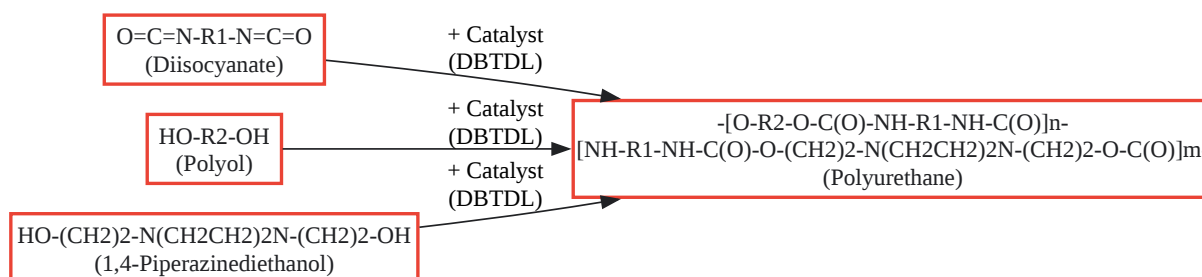 O=C=N-R1-N=C=O
(Diisocyanate)
+ Catalyst
(DBTDL)
HO-R2-OH
(Polyol)
+ Catalyst
(DBTDL)
-[O-R2-O-C(O)-NH-R1-NH-C(O)]n-
[NH-R1-NH-C(O)-O-(CH2)2-N(CH2CH2)2N-(CH2)2-O-C(O)]m
(Polyurethane)
+ Catalyst
(DBTDL)
HO-(CH2)2-N(CH2CH2)2N-(CH2)2-OH
(1,4-Piperazinediethanol)